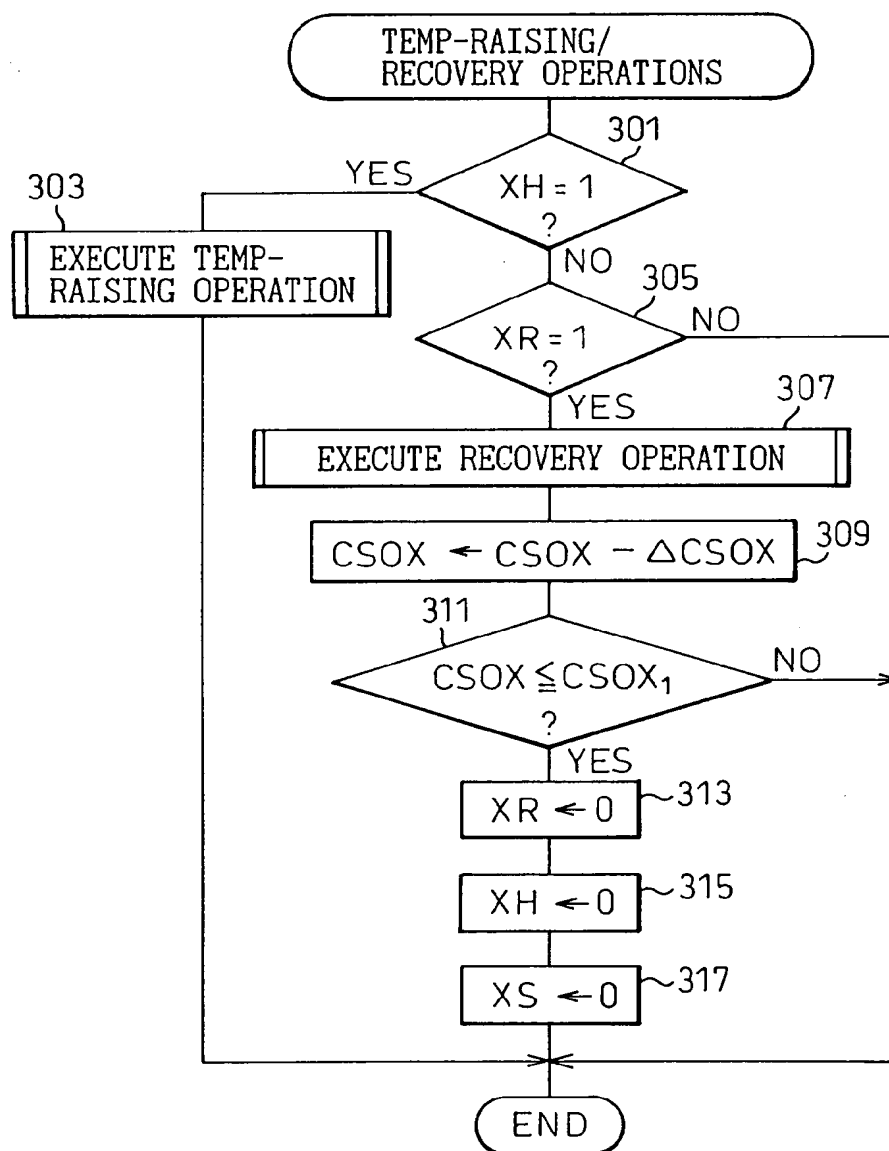 TEMP-RAISING/
RECOVERY OPERATIONS
301
YES
XH = 1
?
303
EXECUTE TEMP-
RAISING OPERATION
NO
305
XR = 1
?
NO
YES
307
EXECUTE RECOVERY OPERATION
CSOX ← CSOX − △CSOX
309
311
CSOX ≦ CSOX₁
?
NO
YES
XR ← 0
313
XH ← 0
315
XS ← 0
317
END